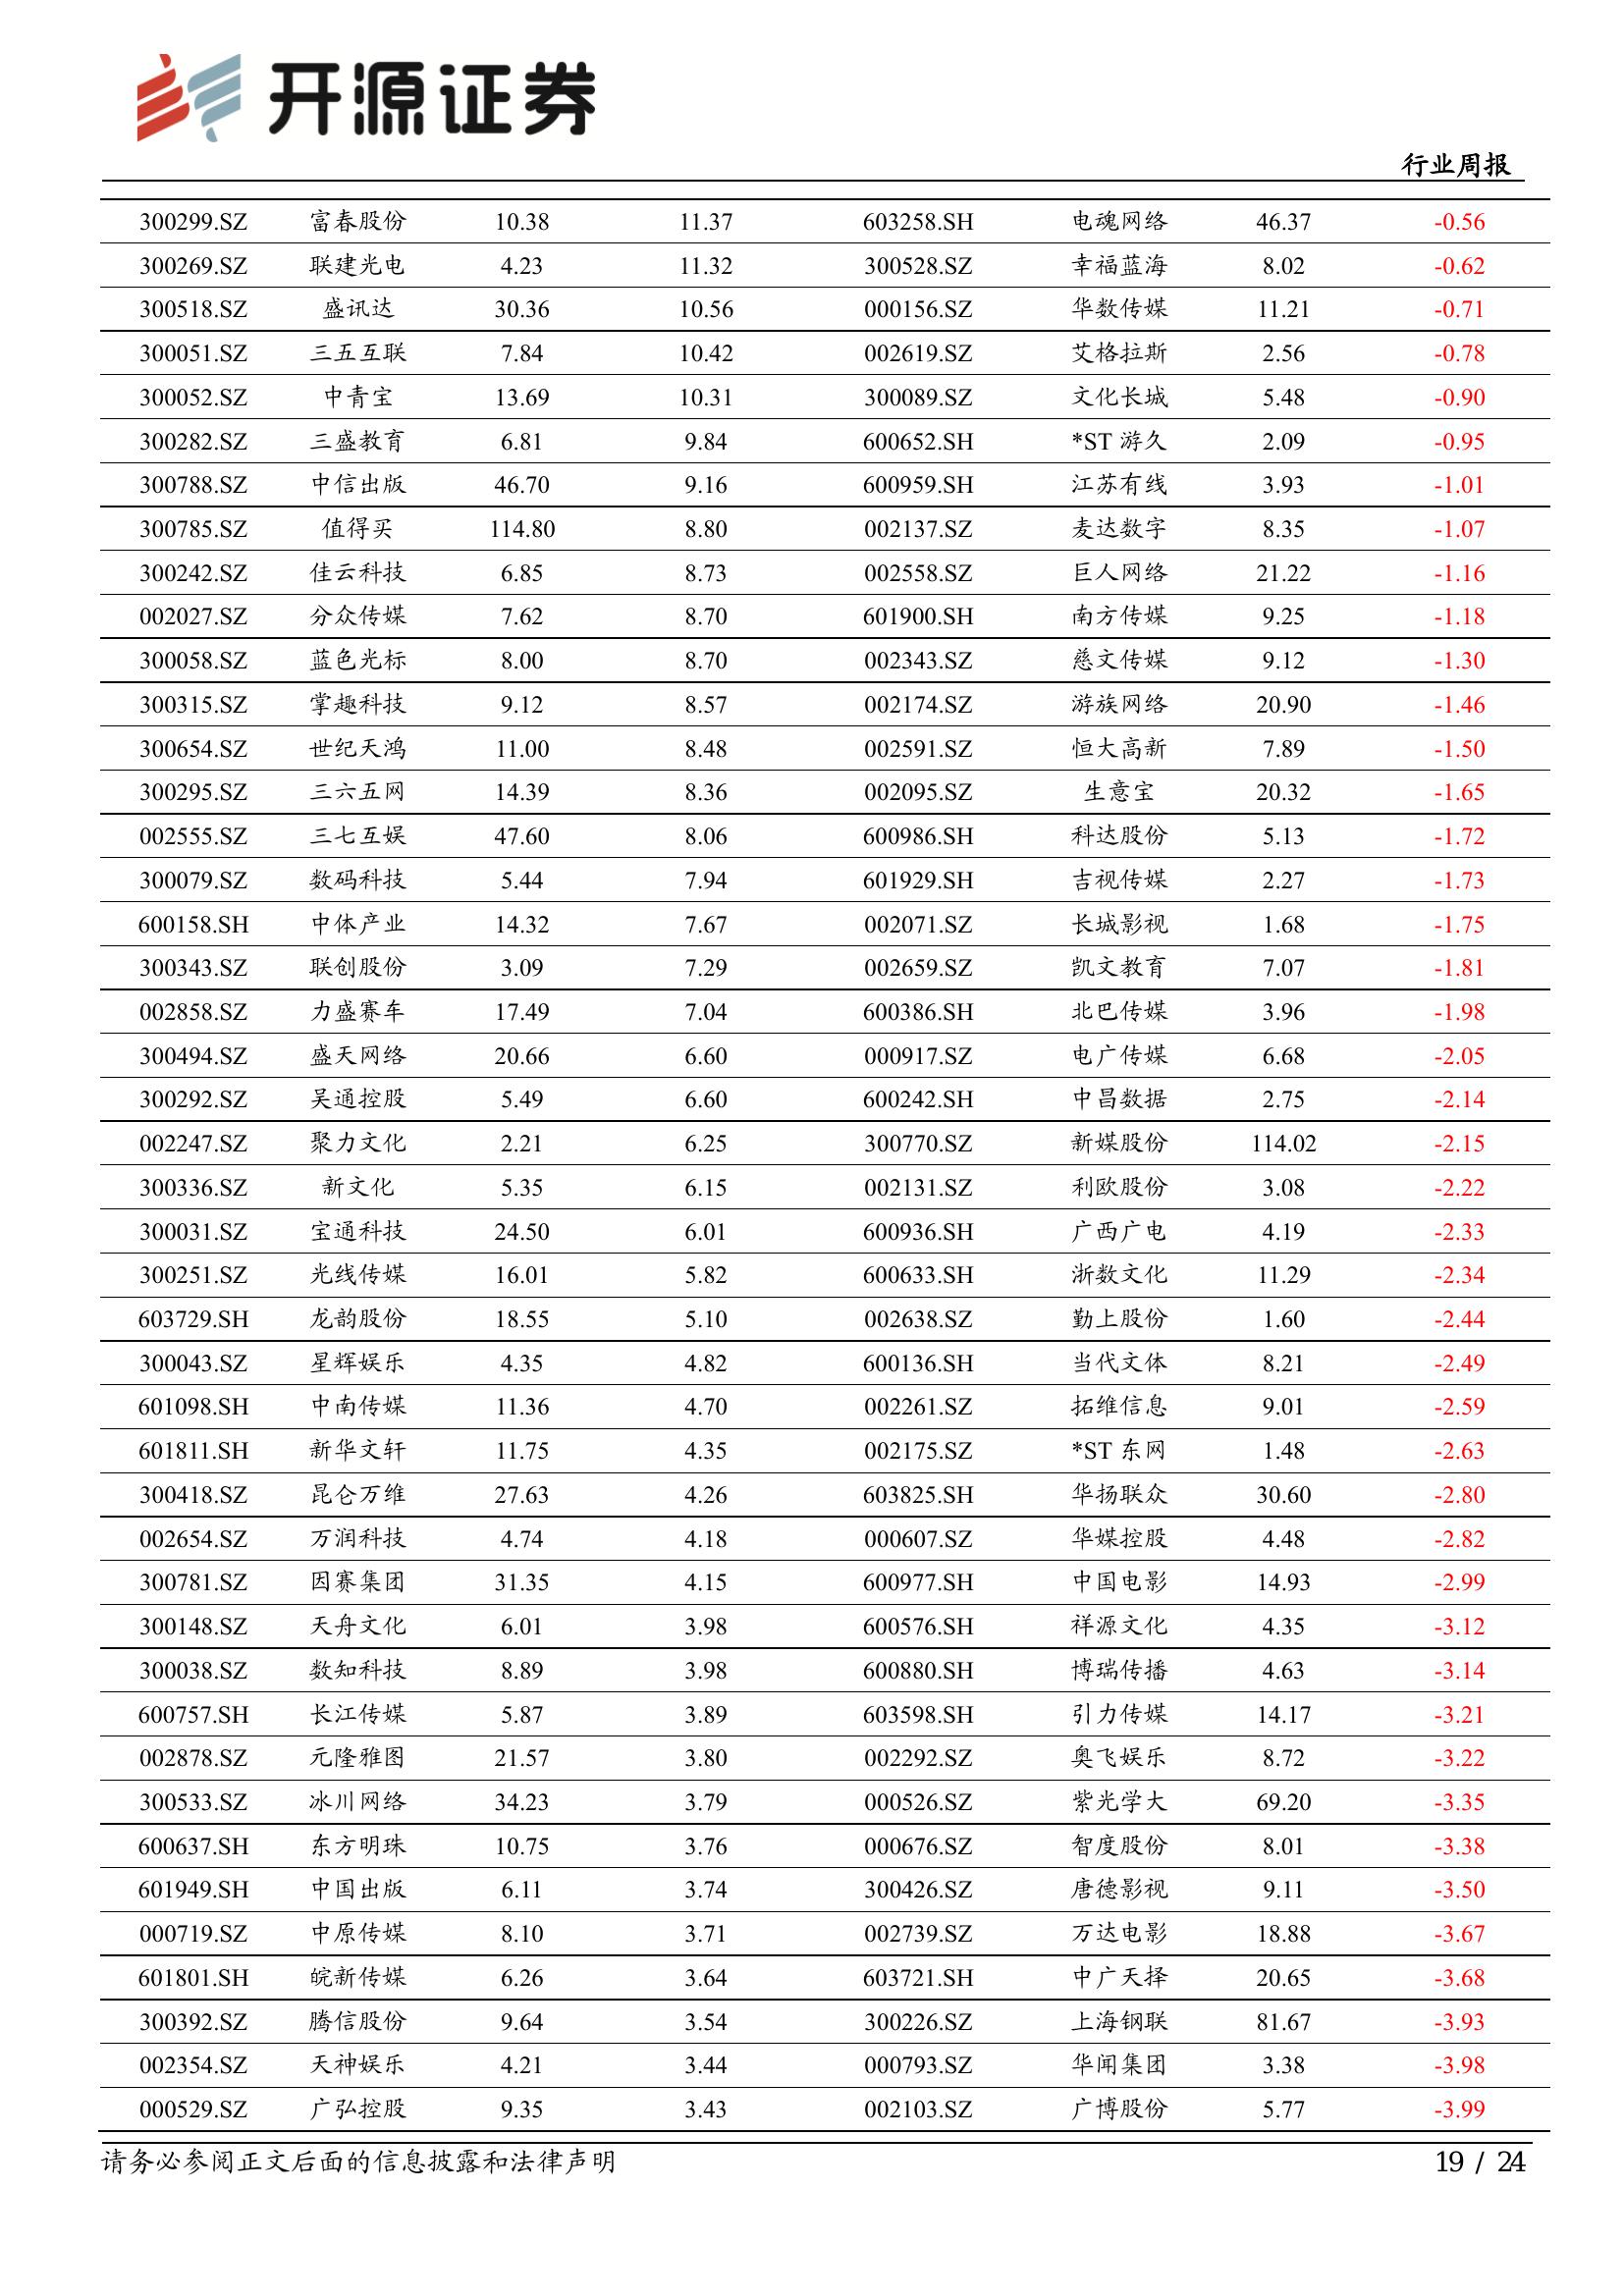 开源证券
行业周报
300299.SZ 富春股份 10.38 11.37 603258.SH 电魂网络 46.37 -0.56
300269.SZ 联建光电 4.23 11.32 300528.SZ 幸福蓝海 8.02 -0.62
300518.SZ 盛讯达 30.36 10.56 000156.SZ 华数传媒 11.21 -0.71
300051.SZ 三五互联 7.84 10.42 002619.SZ 艾格拉斯 2.56 -0.78
300052.SZ 中青宝 13.69 10.31 300089.SZ 文化长城 5.48 -0.90
300282.SZ 三盛教育 6.81 9.84 600652.SH *ST 游久 2.09 -0.95
300788.SZ 中信出版 46.70 9.16 600959.SH 江苏有线 3.93 -1.01
300785.SZ 值得买 114.80 8.80 002137.SZ 麦达数字 8.35 -1.07
300242.SZ 佳云科技 6.85 8.73 002558.SZ 巨人网络 21.22 -1.16
002027.SZ 分众传媒 7.62 8.70 601900.SH 南方传媒 9.25 -1.18
300058.SZ 蓝色光标 8.00 8.70 002343.SZ 慈文传媒 9.12 -1.30
300315.SZ 掌趣科技 9.12 8.57 002174.SZ 游族网络 20.90 -1.46
300654.SZ 世纪天鸿 11.00 8.48 002591.SZ 恒大高新 7.89 -1.50
300295.SZ 三六五网 14.39 8.36 002095.SZ 生意宝 20.32 -1.65
002555.SZ 三七互娱 47.60 8.06 600986.SH 科达股份 5.13 -1.72
300079.SZ 数码科技 5.44 7.94 601929.SH 吉视传媒 2.27 -1.73
600158.SH 中体产业 14.32 7.67 002071.SZ 长城影视 1.68 -1.75
300343.SZ 联创股份 3.09 7.29 002659.SZ 凯文教育 7.07 -1.81
002858.SZ 力盛赛车 17.49 7.04 600386.SH 北巴传媒 3.96 -1.98
300494.SZ 盛天网络 20.66 6.60 000917.SZ 电广传媒 6.68 -2.05
300292.SZ 吴通控股 5.49 6.60 600242.SH 中昌数据 2.75 -2.14
002247.SZ 聚力文化 2.21 6.25 300770.SZ 新媒股份 114.02 -2.15
300336.SZ 新文化 5.35 6.15 002131.SZ 利欧股份 3.08 -2.22
300031.SZ 宝通科技 24.50 6.01 600936.SH 广西广电 4.19 -2.33
300251.SZ 光线传媒 16.01 5.82 600633.SH 浙数文化 11.29 -2.34
603729.SH 龙韵股份 18.55 5.10 002638.SZ 勤上股份 1.60 -2.44
300043.SZ 星辉娱乐 4.35 4.82 600136.SH 当代文体 8.21 -2.49
601098.SH 中南传媒 11.36 4.70 002261.SZ 拓维信息 9.01 -2.59
601811.SH 新华文轩 11.75 4.35 002175.SZ *ST 东网 1.48 -2.63
300418.SZ 昆仑万维 27.63 4.26 603825.SH 华扬联众 30.60 -2.80
002654.SZ 万润科技 4.74 4.18 000607.SZ 华媒控股 4.48 -2.82
300781.SZ 因赛集团 31.35 4.15 600977.SH 中国电影 14.93 -2.99
300148.SZ 天舟文化 6.01 3.98 600576.SH 祥源文化 4.35 -3.12
300038.SZ 数知科技 8.89 3.98 600880.SH 博瑞传播 4.63 -3.14
600757.SH 长江传媒 5.87 3.89 603598.SH 引力传媒 14.17 -3.21
002878.SZ 元隆雅图 21.57 3.80 002292.SZ 奥飞娱乐 8.72 -3.22
300533.SZ 冰川网络 34.23 3.79 000526.SZ 紫光学大 69.20 -3.35
600637.SH 东方明珠 10.75 3.76 000676.SZ 智度股份 8.01 -3.38
601949.SH 中国出版 6.11 3.74 300426.SZ 唐德影视 9.11 -3.50
000719.SZ 中原传媒 8.10 3.71 002739.SZ 万达电影 18.88 -3.67
601801.SH 皖新传媒 6.26 3.64 603721.SH 中广天择 20.65 -3.68
300392.SZ 腾信股份 9.64 3.54 300226.SZ 上海钢联 81.67 -3.93
002354.SZ 天神娱乐 4.21 3.44 000793.SZ 华闻集团 3.38 -3.98
000529.SZ 广弘控股 9.35 3.43 002103.SZ 广博股份 5.77 -3.99
请务必参阅正文后面的信息披露和法律声明 19 / 24